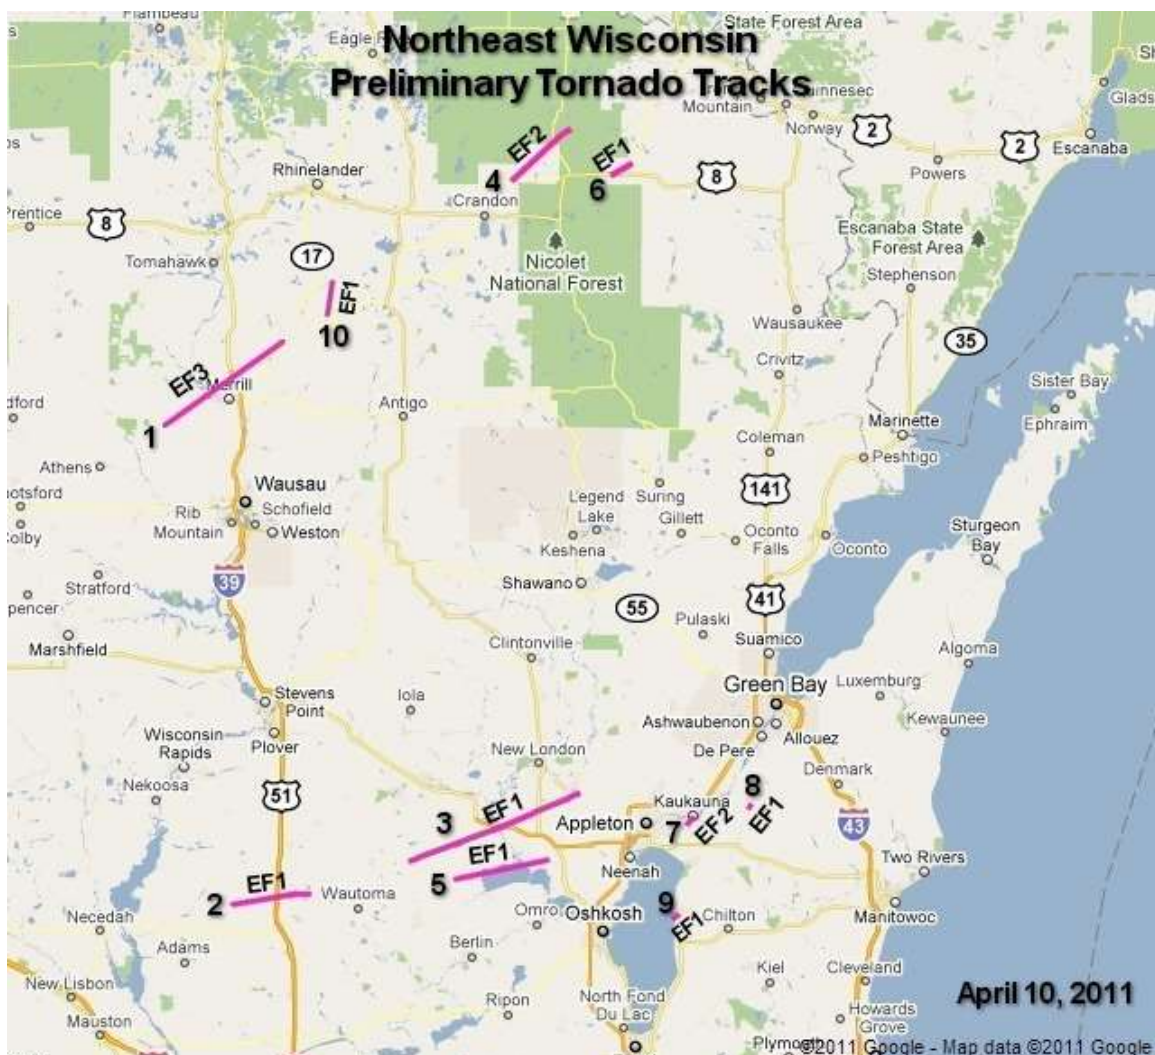 Flambeau
State Forest Area
Northeast Wisconsin
Preliminary Tornado Tracks
Mountain
Norway
Escanaba
2
2
Powers
EF2
EF1
4
6
8
Rhinelander
Crandon
Prentice
8
Tomahawk
17
Nicolet
National Forest
Escanaba State
Forest Area
Stephenson
EF1
10
Wausaukee
35
EF3
Merrill
1
Crivitz
Sister Bay
Ephraim
Antigo
Marinette
Coleman
Peshtigo
Athens
Wausau
Schofield
Rib
Mountain
Weston
Legend
Lake
Suring
Gillett
141
Oconto
Falls
Oconto
Keshena
Sturgeon
Bay
Stratford
39
Shawano
41
55
Pulaski
Marshfield
Clintonville
Suamico
Algoma
Green Bay
Luxemburg
Stevens
Point
Iola
Kewaunee
Ashwaubenon
Allouez
De Pere
Wisconsin
Rapids
Plover
New London
Denmark
Nekoosa
51
8
EF1
3
EF1
Kaukauna
7
EF2
Appleton
43
EF1
5
Neenah
Two Rivers
EF1
2
Wautoma
9
EF1
Omro
Oshkosh
Chilton
Manitowoc
Necedah
Adams
Berlin
New Lisbon
Kiel
Cleveland
April 10, 2011
Ripon
North Fond
Du Lac
Howards
Grove
Mauston
©2011 Google - Map data ©2011 Google